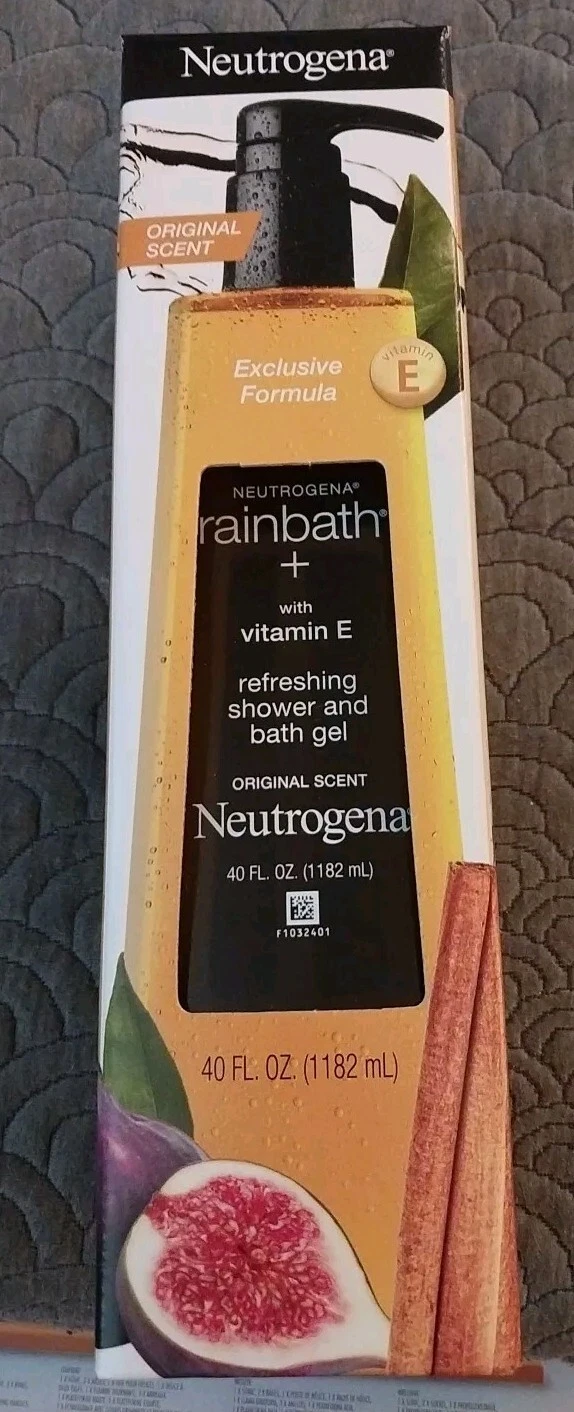 Neutrogena®
ORIGINAL
SCENT
vitamin
E
Exclusive
Formula
NEUTROGENA®
rainbath®
+
with
vitamin E
refreshing
shower and
bath gel
ORIGINAL SCENT
Neutrogena
40 FL. OZ. (1182 mL)
F1032401
40 FL. OZ. (1182 mL)